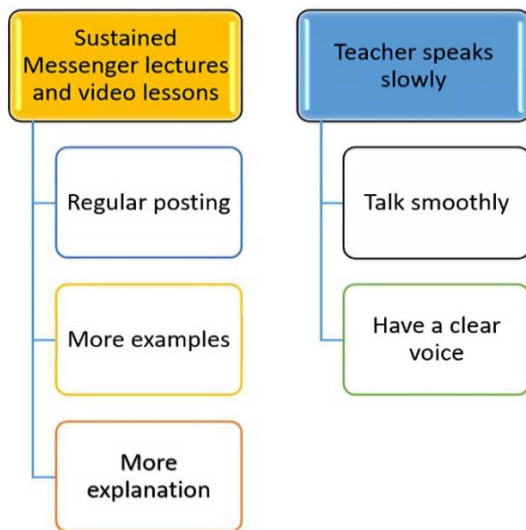 Sustained
Messenger lectures
and video lessons
Regular posting
More examples
More
explanation
Teacher speaks
slowly
Talk smoothly
Have a clear
voice